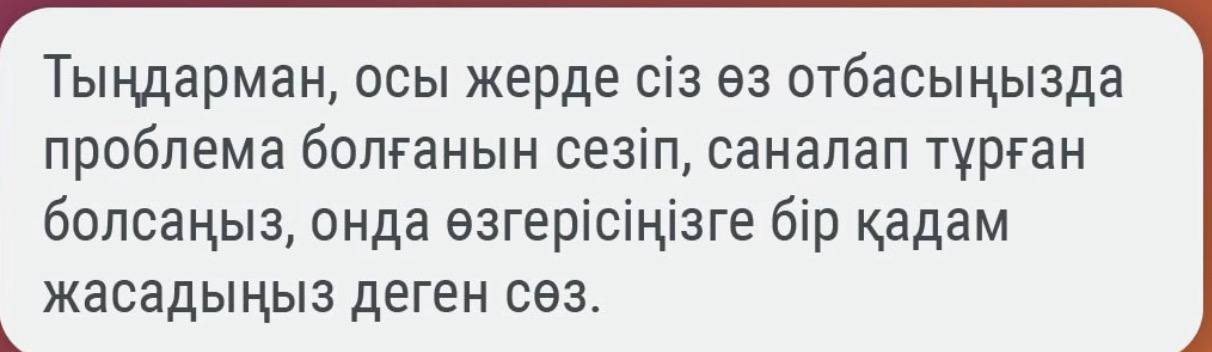 Тыңдарман, осы жерде сіз өз отбасыңызда
проблема болғанын сезіп, саналап тұрған
болсаңыз, онда өзгерісіңізге бір қадам
жасадыңыз деген сөз.